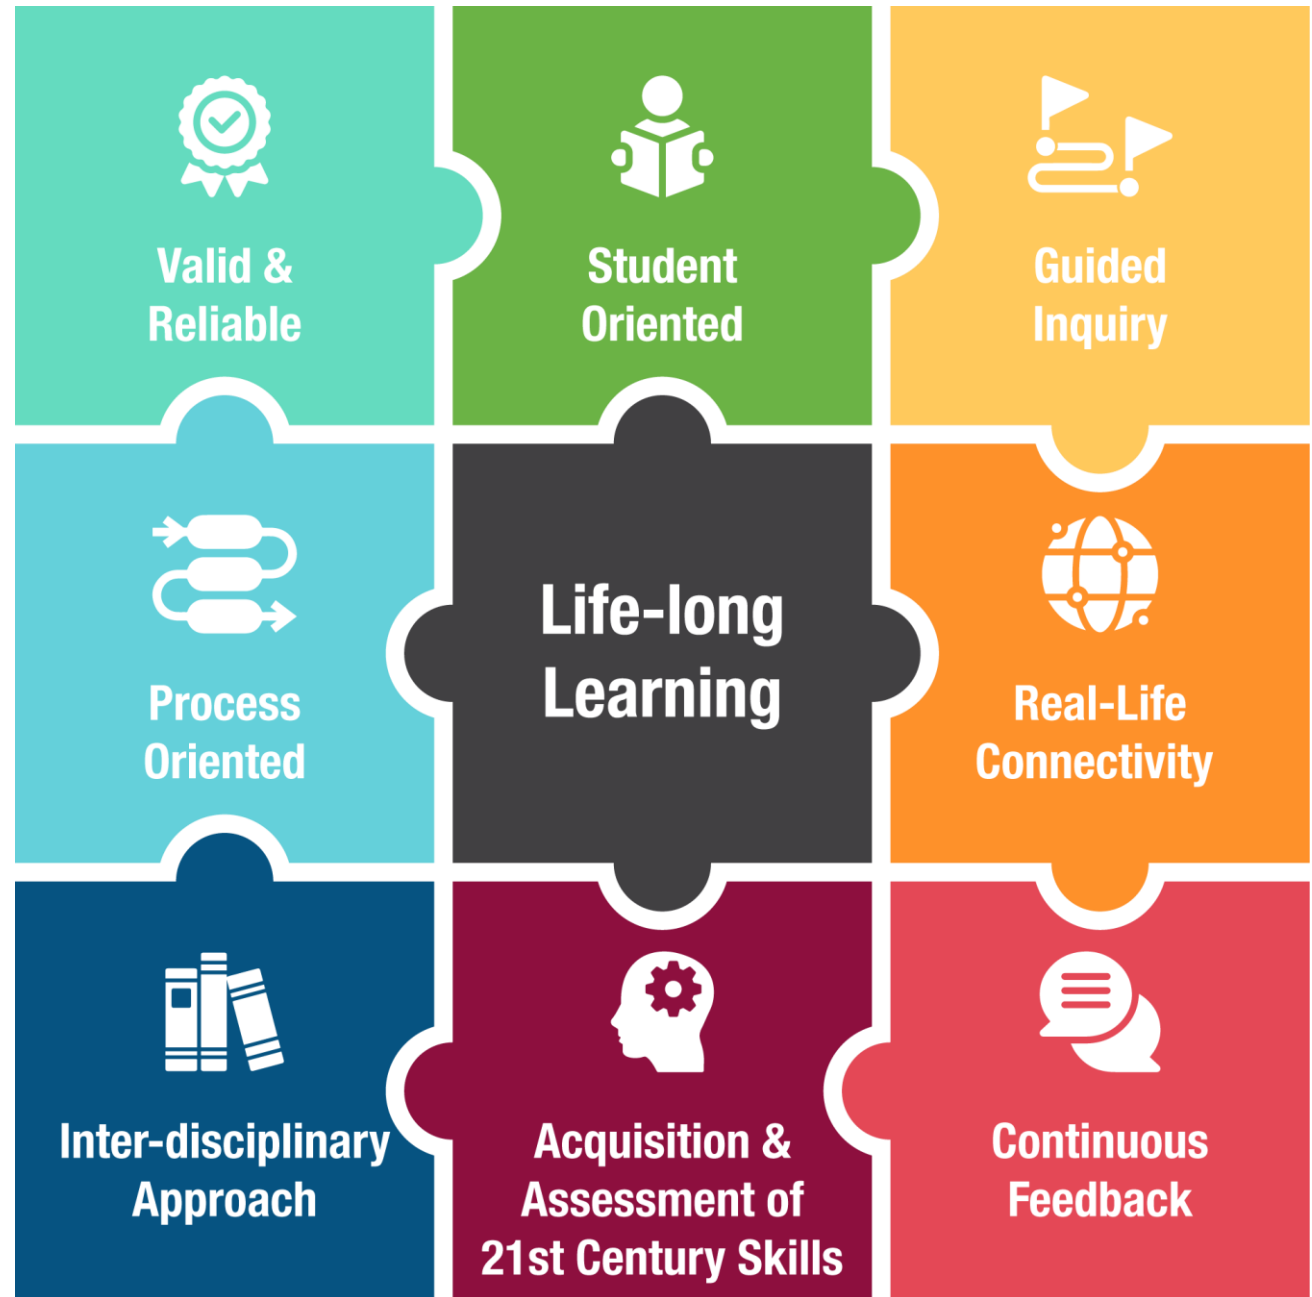 Valid &
Reliable
Student
Oriented
Guided
Inquiry
Process
Oriented
Life-long
Learning
Real-Life
Connectivity
Inter-disciplinary
Approach
Acquisition &
Assessment of
21st Century Skills
Continuous
Feedback